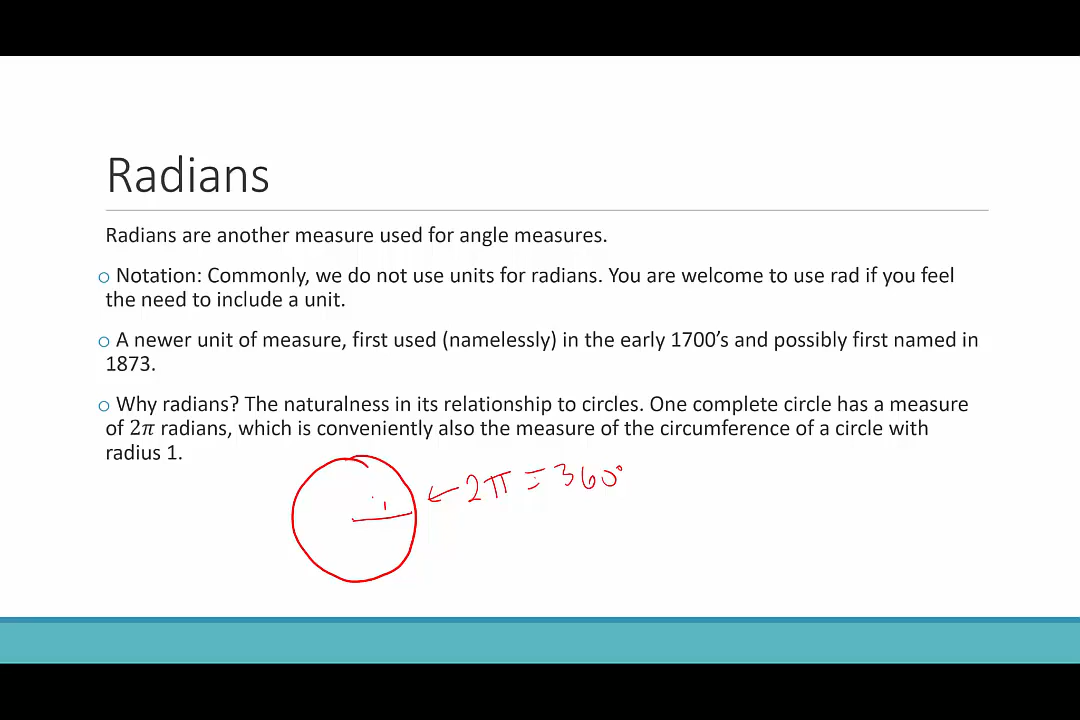 Radians
Radians are another measure used for angle measures.
o Notation: Commonly, we do not use units for radians. You are welcome to use rad if you feel
the need to include a unit.
o A newer unit of measure, first used (namelessly) in the early 1700's and possibly first named in
1873.
o Why radians? The naturalness in its relationship to circles. One complete circle has a measure
of 2𝜋 radians, which is conveniently also the measure of the circumference of a circle with
radius 1.
1
← 2π = 360°